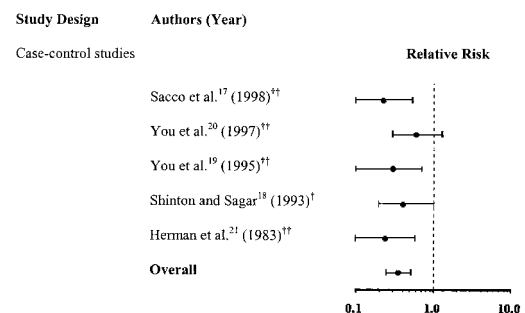 Study Design Authors (Year)
Case-control studies Relative Risk
Sacco et al.17 (1998)††
You et al.20 (1997)††
You et al.19 (1995)††
Shinton and Sagar18 (1993)†
Herman et al.21 (1983)††
Overall
0.1 1.0 10.0